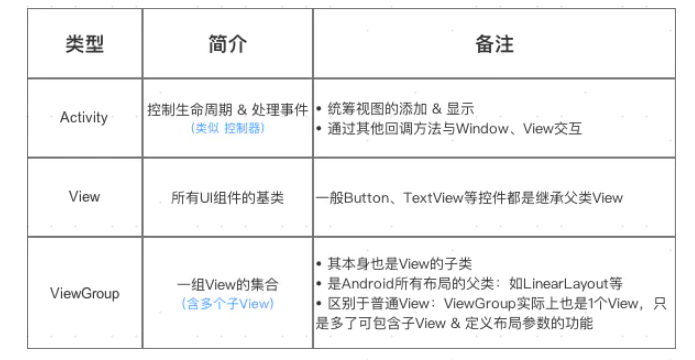 类型 简介 备注
Activity
控制生命周期 & 处理事件
(类似 控制器)
• 统筹视图的添加 & 显示
• 通过其他回调方法与Window、View交互
View
所有UI组件的基类
一般Button、TextView等控件都是继承父类View
ViewGroup
一组View的集合
(含多个子View)
• 其本身也是View的子类
• 是Android所有布局的父类：如LinearLayout等
• 区别于普通View：ViewGroup实际上也是1个View，只
是多了可包含子View & 定义布局参数的功能